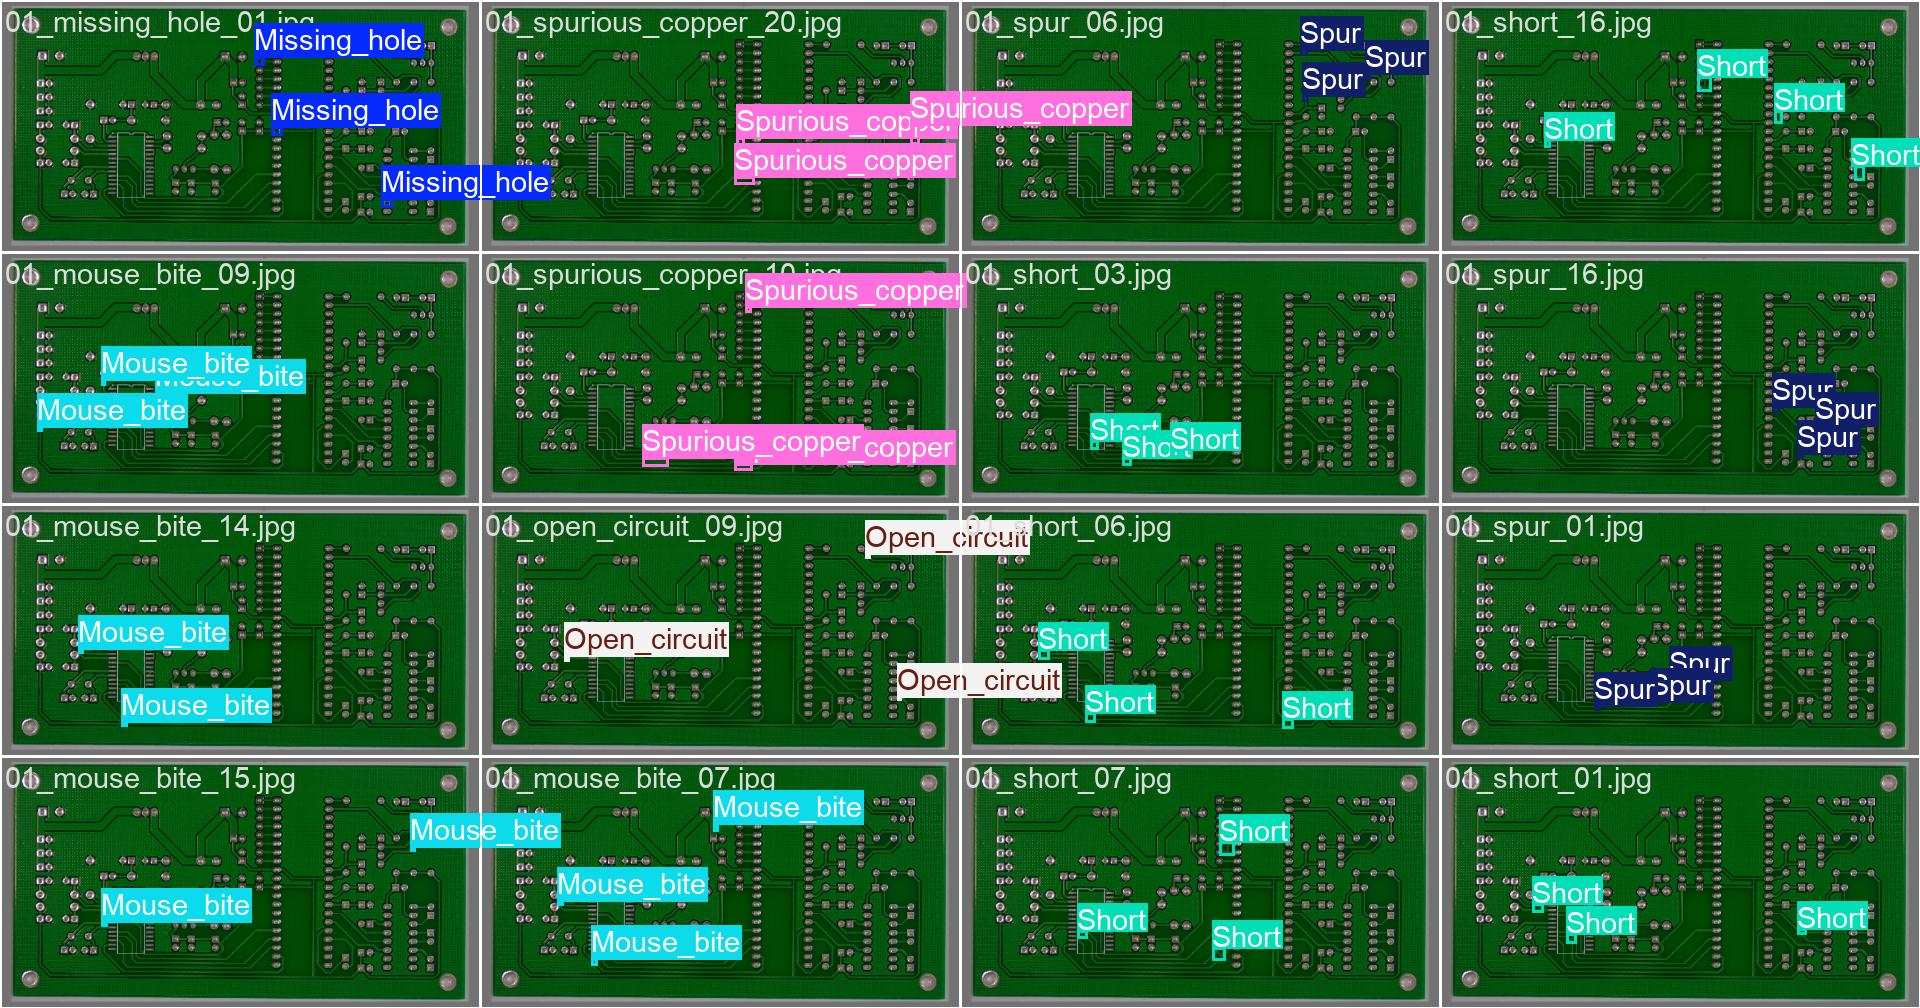 01_missing_hole_01.jpg
Missing_hole
Missing_hole
Missing_hole
01_spurious_copper_20.jpg
Spurious_copper
Spurious_copper
Spurious_copper
01_spur_06.jpg
Spur
Spur
Spur
01_short_16.jpg
Short
Short
Short
Short
01_mouse_bite_09.jpg
Mouse_bite
Mouse_bite
Mouse_bite
01_spurious_copper_10.jpg
Spurious_copper
Spurious_copper
_copper
01_short_03.jpg
Short
Short
Short
01_spur_16.jpg
Spur
Spur
Spur
01_mouse_bite_14.jpg
Mouse_bite
Mouse_bite
01_open_circuit_09.jpg
Open_circuit
Open_circuit
Open_circuit
01_short_06.jpg
Short
Short
Short
01_spur_01.jpg
Spur
Spur
Spur
01_mouse_bite_15.jpg
Mouse_bite
Mouse_bite
01_mouse_bite_07.jpg
Mouse_bite
Mouse_bite
Mouse_bite
01_short_07.jpg
Short
Short
Short
01_short_01.jpg
Short
Short
Short